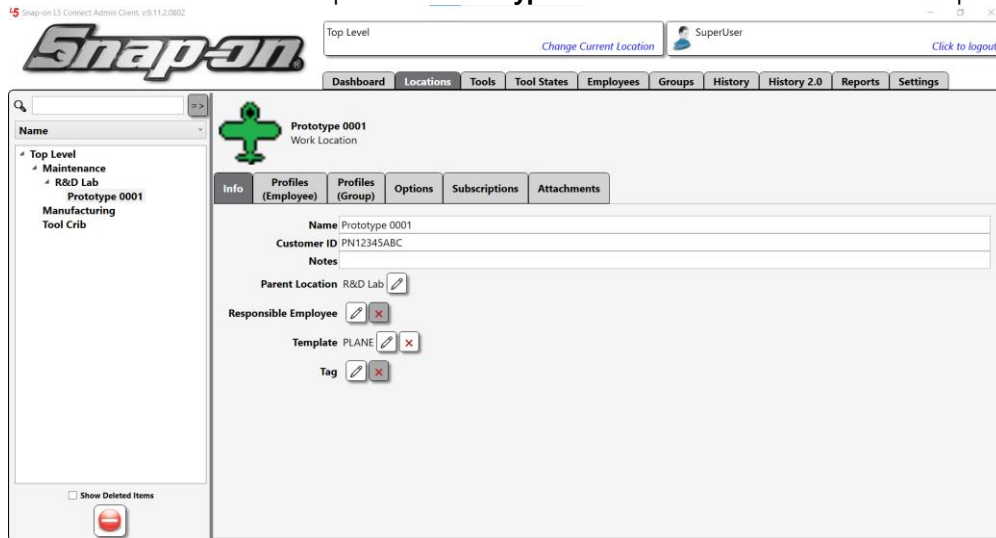 Snap-on L5 Connect Admin Client, v:9.11.2.0802
Snap-on
Top Level
Change Current Location
SuperUser
Click to logout
Dashboard Locations Tools Tool States Employees Groups History History 2.0 Reports Settings
=>
Name
Top Level
Maintenance
R&D Lab
Prototype 0001
Manufacturing
Tool Crib
Show Deleted Items
Prototype 0001
Work Location
Info Profiles (Employee) Profiles (Group) Options Subscriptions Attachments
Name Prototype 0001
Customer ID PN12345ABC
Notes
Parent Location R&D Lab
Responsible Employee
Template PLANE
Tag